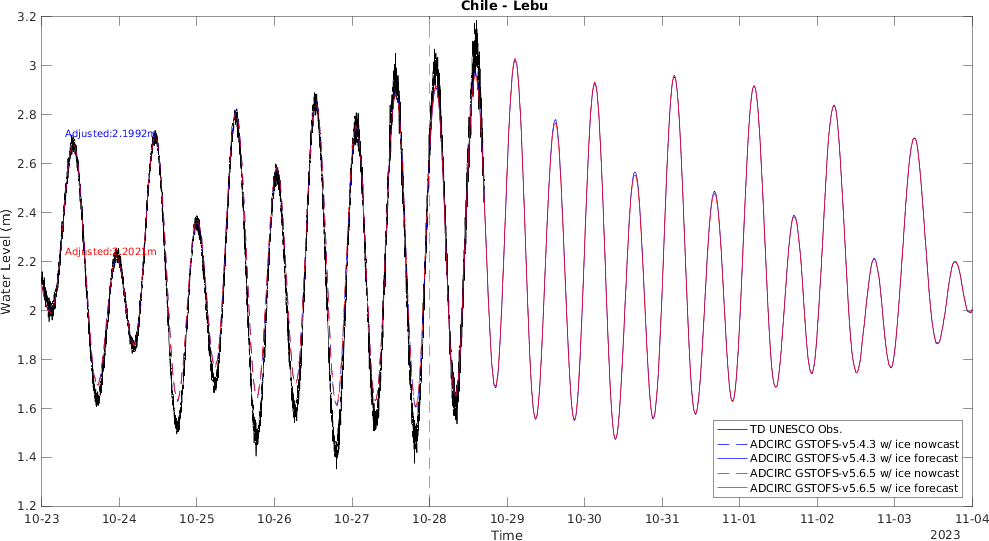 Chile - Lebu
3.2
3
2.8
2.6
2.4
2.2
2
1.8
1.6
1.4
1.2
Water Level (m)
Adjusted:2.1992m
Adjusted:2.2021m
TD UNESCO Obs.
ADCIRC GSTOFS-v5.4.3 w/ ice nowcast
ADCIRC GSTOFS-v5.4.3 w/ ice forecast
ADCIRC GSTOFS-v5.6.5 w/ ice nowcast
ADCIRC GSTOFS-v5.6.5 w/ ice forecast
10-23 10-24 10-25 10-26 10-27 10-28 10-29 10-30 10-31 11-01 11-02 11-03 11-04
Time
2023